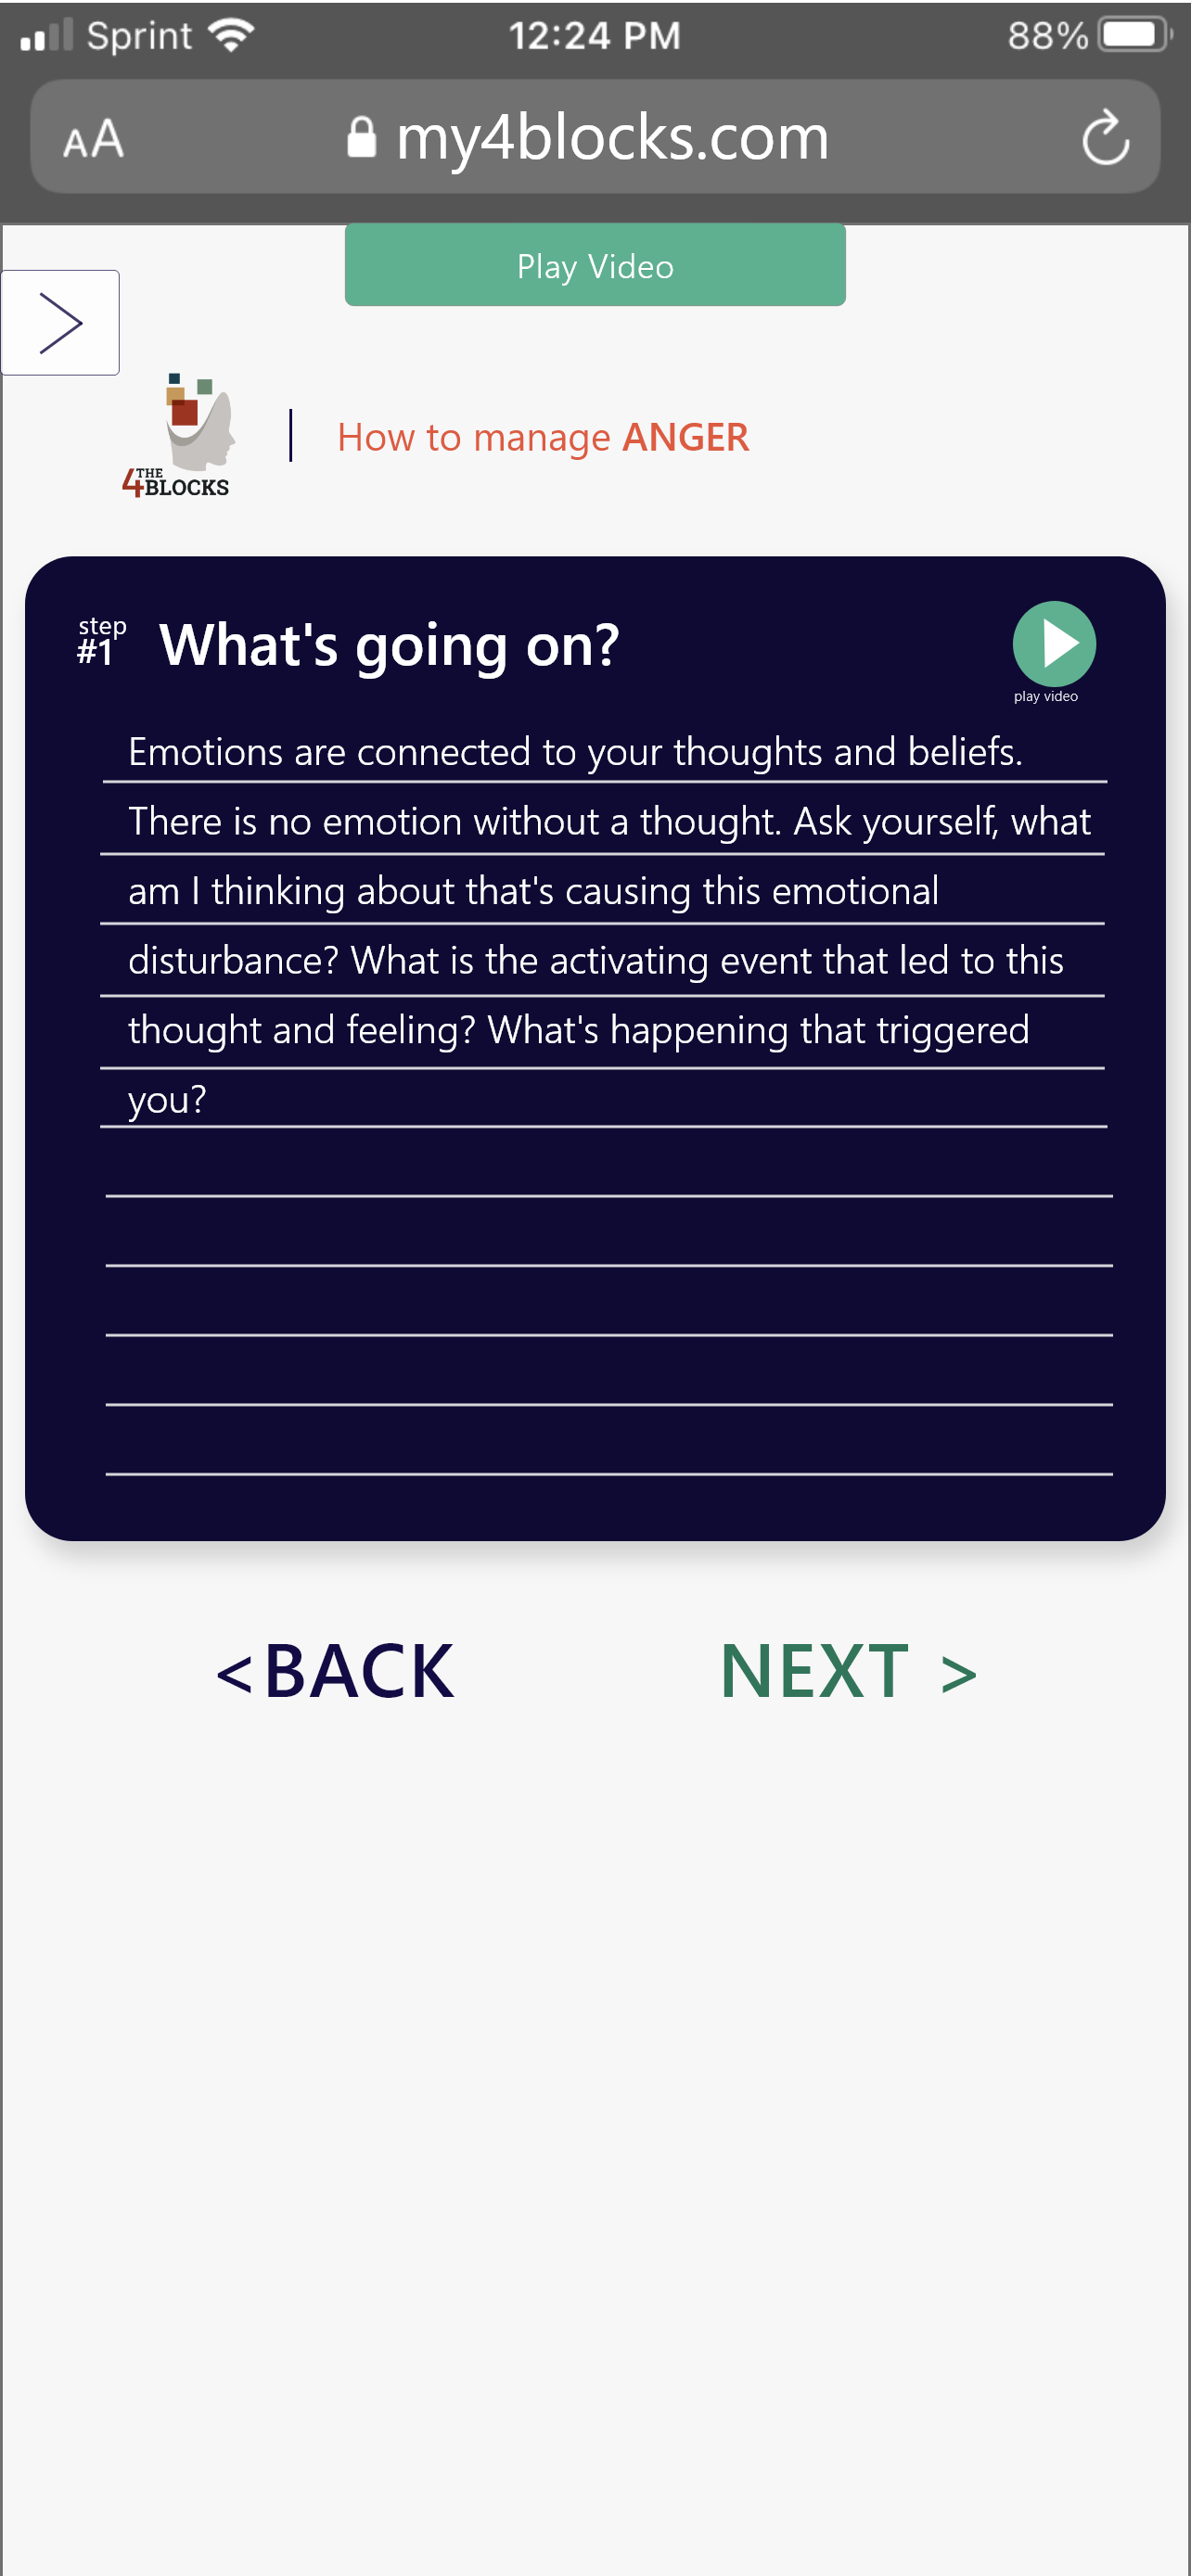 Sprint 12:24 PM 88%
AA my4blocks.com
Play Video
>
THE
4BLOCKS
How to manage ANGER
step
#1 What's going on?
play video
Emotions are connected to your thoughts and beliefs.
There is no emotion without a thought. Ask yourself, what
am I thinking about that's causing this emotional
disturbance? What is the activating event that led to this
thought and feeling? What's happening that triggered
you?
<BACK NEXT >